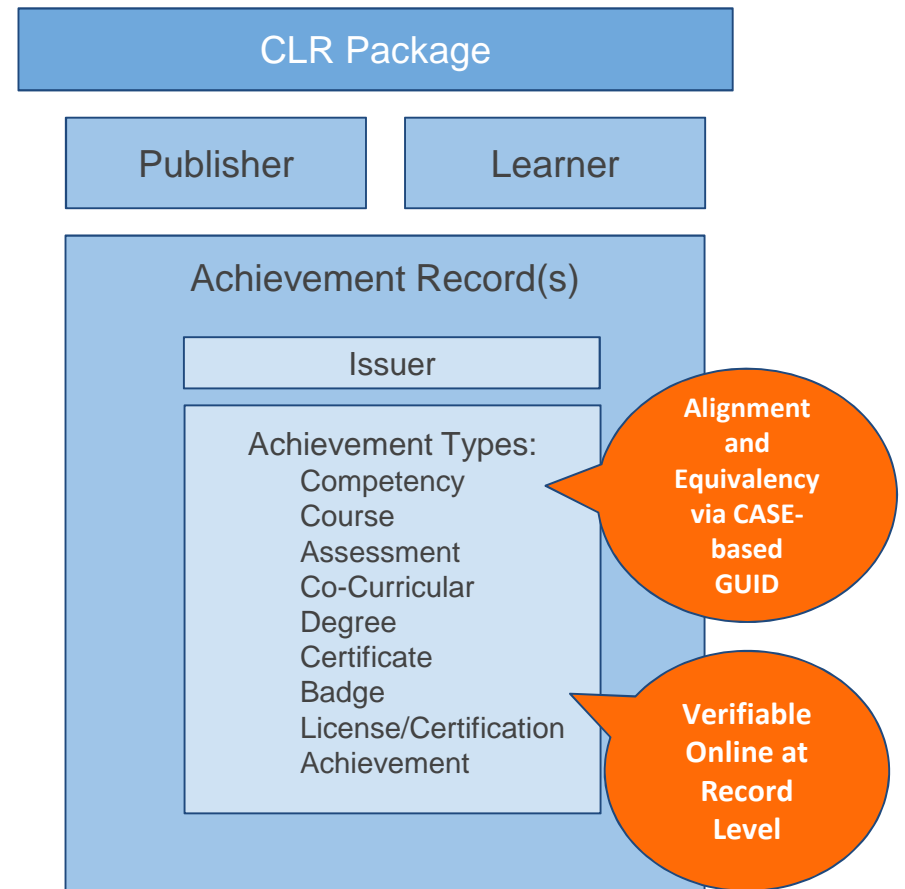 CLR Package
Publisher
Learner
Achievement Record(s)
Issuer
Achievement Types:
Competency
Course
Assessment
Co-Curricular
Degree
Certificate
Badge
License/Certification
Achievement
Alignment
and
Equivalency
via CASE-
based
GUID
Verifiable
Online at
Record
Level